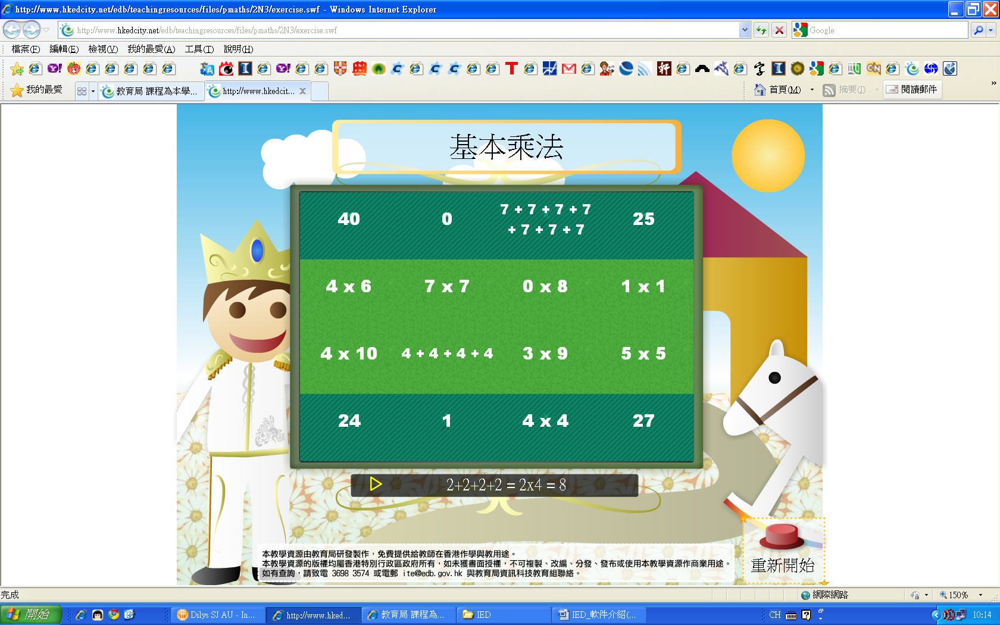 http://www.hkedcity.net/edb/teachingresources/files/pmaths/2N3/exercise.swf - Windows Internet Explorer
http://www.hkedcity.net/edb/teachingresources/files/pmaths/2N3/exercise.swf
Google
檔案(F) 編輯(E) 檢視(V) 我的最愛(A) 工具(T) 說明(H)
我的最愛 教育局 課程為本學... http://www.hkedcit... 首頁(M) 摘要(J) 閱讀郵件 »
基本乘法
40 0 7 + 7 + 7 + 7 25
+ 7 + 7 + 7
4 x 6 7 x 7 0 x 8 1 x 1
4 x 10 4 + 4 + 4 + 4 3 x 9 5 x 5
24 1 4 x 4 27
2+2+2+2 = 2x4 = 8
本教學資源由教育局研發製作，免費提供給教師在香港作學與教用途。
本教學資源的版權均屬香港特別行政區政府所有，如未獲書面授權，不可複製、改編、分發、發布或使用本教學資源作商業用途。
如有查詢，請致電 3698 3574 或電郵 ite@edb.gov.hk 與教育局資訊科技教育組聯絡。
重新開始
完成 網際網路 150%
開始 Dilys SJ AU - In... http://www.hked... 教育局 課程為... IED IED_軟件介紹(... CH 10:14